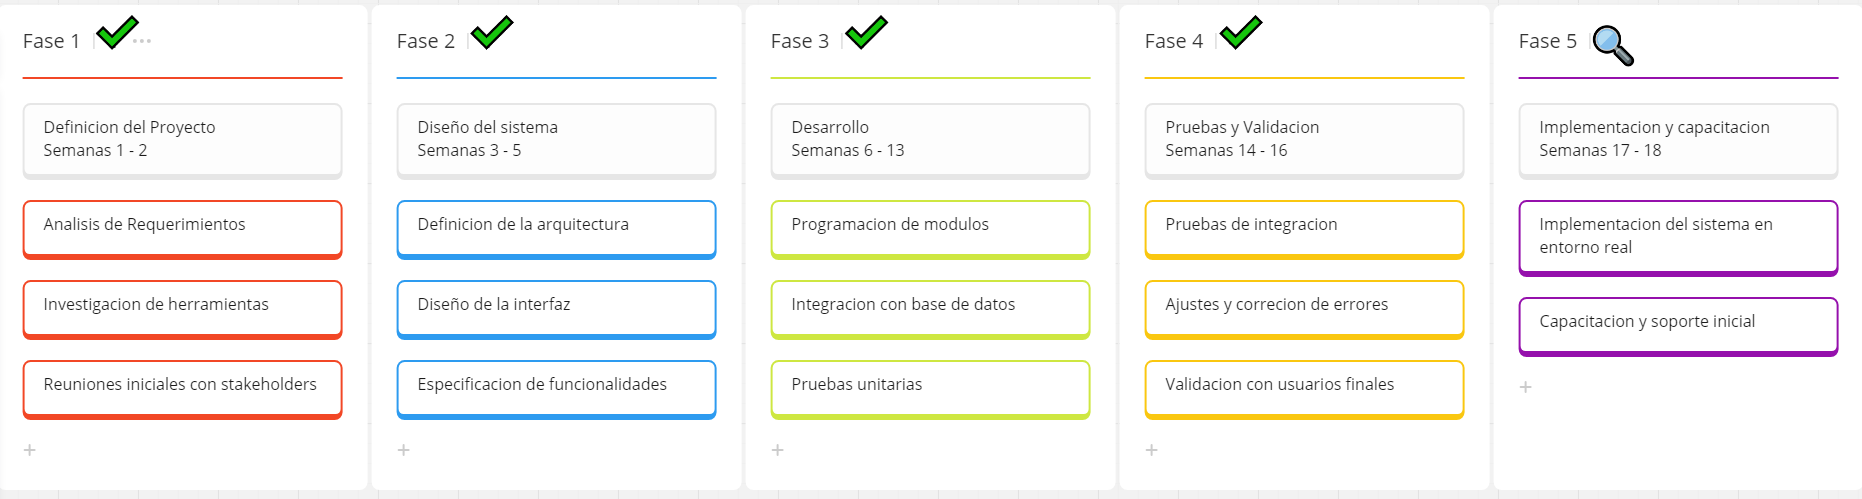 Fase 1
Definicion del Proyecto
Semanas 1 - 2
Analisis de Requerimientos
Investigacion de herramientas
Reuniones iniciales con stakeholders
Fase 2
Diseño del sistema
Semanas 3 - 5
Definicion de la arquitectura
Diseño de la interfaz
Especificacion de funcionalidades
Fase 3
Desarrollo
Semanas 6 - 13
Programacion de modulos
Integracion con base de datos
Pruebas unitarias
Fase 4
Pruebas y Validacion
Semanas 14 - 16
Pruebas de integracion
Ajustes y correcion de errores
Validacion con usuarios finales
Fase 5
Implementacion y capacitacion
Semanas 17 - 18
Implementacion del sistema en
entorno real
Capacitacion y soporte inicial